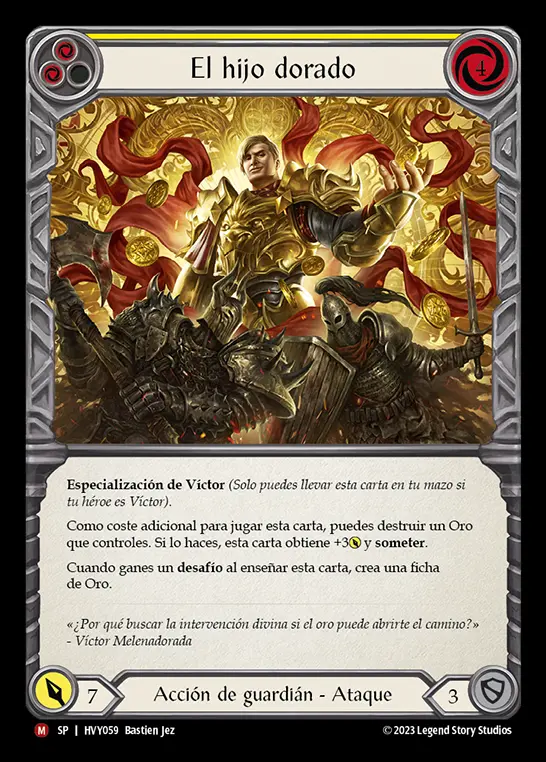 El hijo dorado
4
Especialización de Víctor (Solo puedes llevar esta carta en tu mazo si
tu héroe es Víctor).
Como coste adicional para jugar esta carta, puedes destruir un Oro
que controles. Si lo haces, esta carta obtiene +3 y someter.
Cuando ganes un desafío al enseñar esta carta, crea una ficha
de Oro.
«¿Por qué buscar la intervención divina si el oro puede abrirte el camino?»
- Víctor Melenadorada
7
Acción de guardián - Ataque
3
M SP | HVY059 Bastien Jez
© 2023 Legend Story Studios